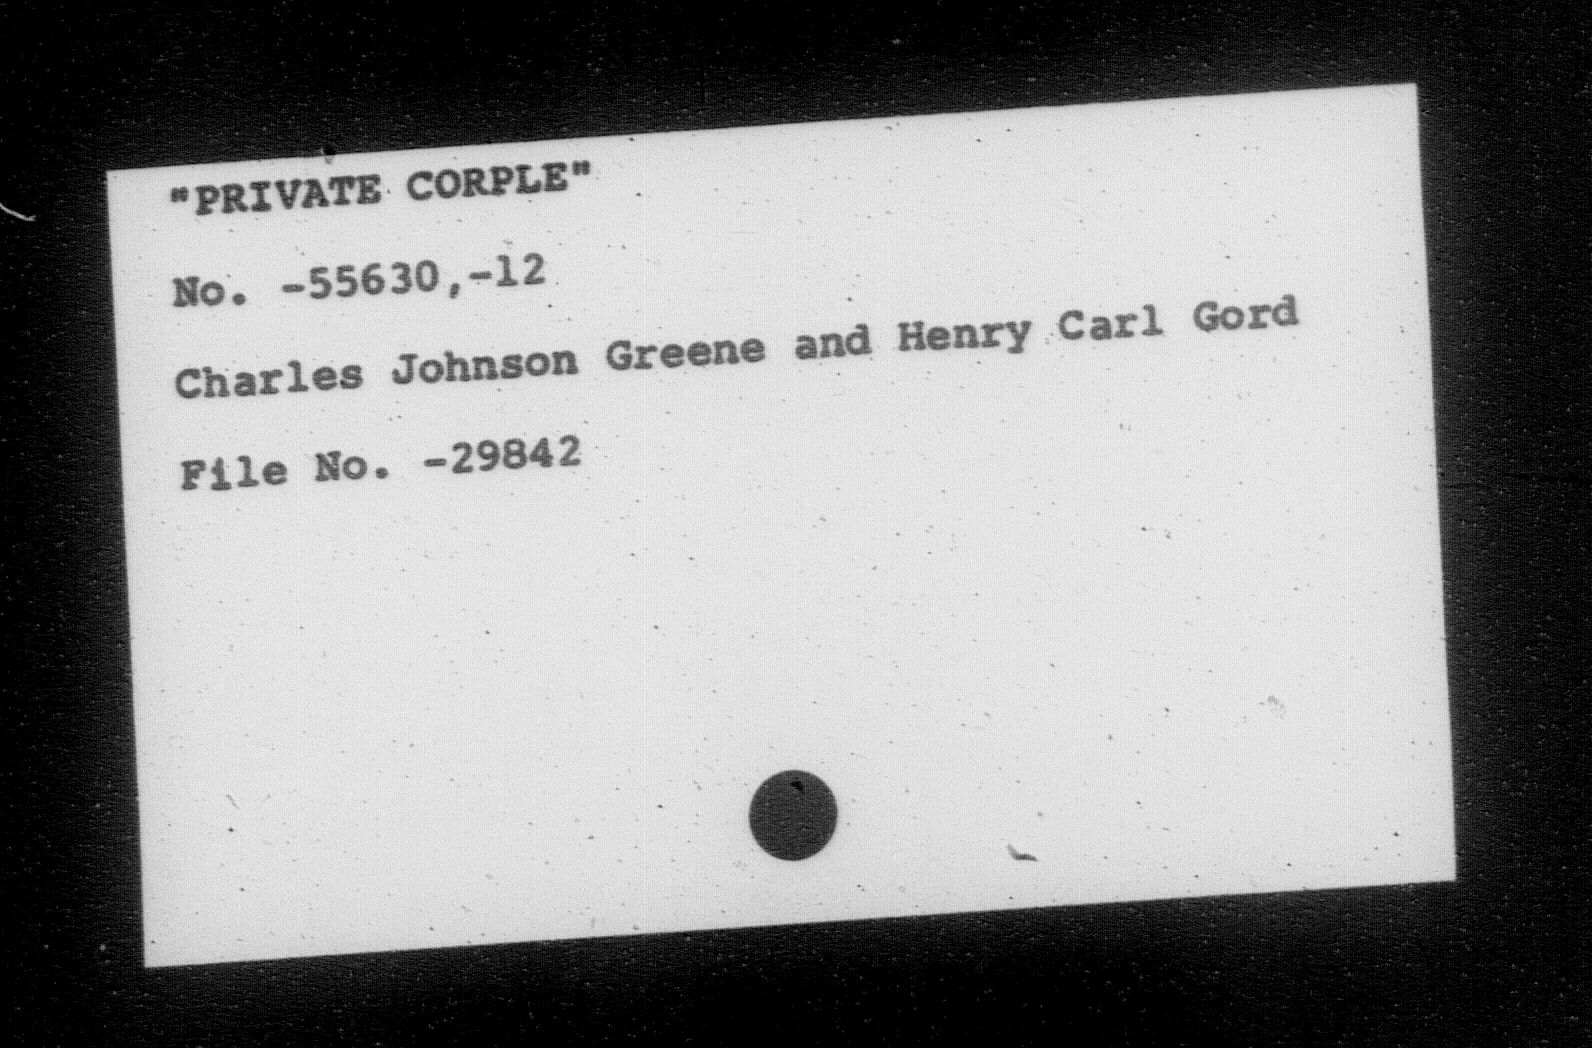 "PRIVATE CORPLE"
No. -55630,-12
Charles Johnson Greene and Henry Carl Gord
File No. -29842